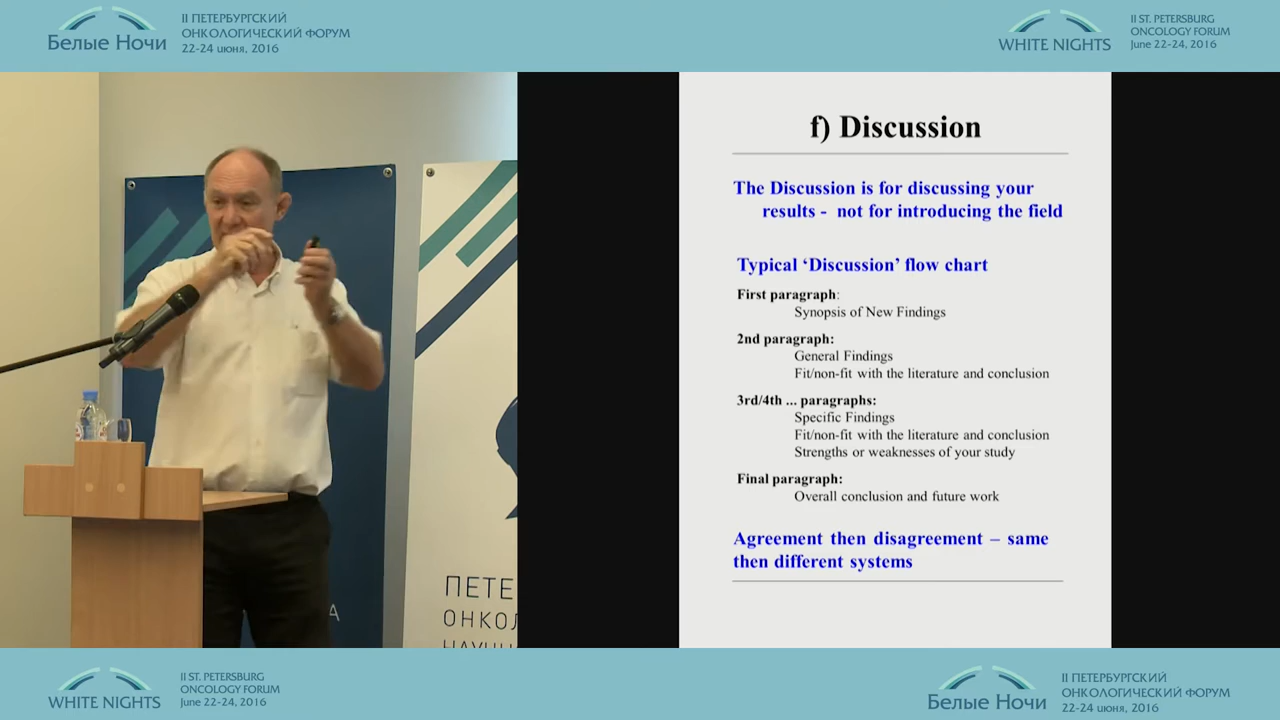 Белые Ночи
II ПЕТЕРБУРГСКИЙ
ОНКОЛОГИЧЕСКИЙ ФОРУМ
22-24 июня, 2016
WHITE NIGHTS
II ST. PETERSBURG
ONCOLOGY FORUM
June 22-24, 2016
f) Discussion
The Discussion is for discussing your
results - not for introducing the field
Typical ‘Discussion’ flow chart
First paragraph:
Synopsis of New Findings
2nd paragraph:
General Findings
Fit/non-fit with the literature and conclusion
3rd/4th ... paragraphs:
Specific Findings
Fit/non-fit with the literature and conclusion
Strengths or weaknesses of your study
Final paragraph:
Overall conclusion and future work
Agreement then disagreement – same
then different systems
ПЕТЕ
ОНКОЛ
НАУЧН
А
WHITE NIGHTS
II ST. PETERSBURG
ONCOLOGY FORUM
June 22-24, 2016
Белые Ночи
II ПЕТЕРБУРГСКИЙ
ОНКОЛОГИЧЕСКИЙ ФОРУМ
22-24 июня, 2016